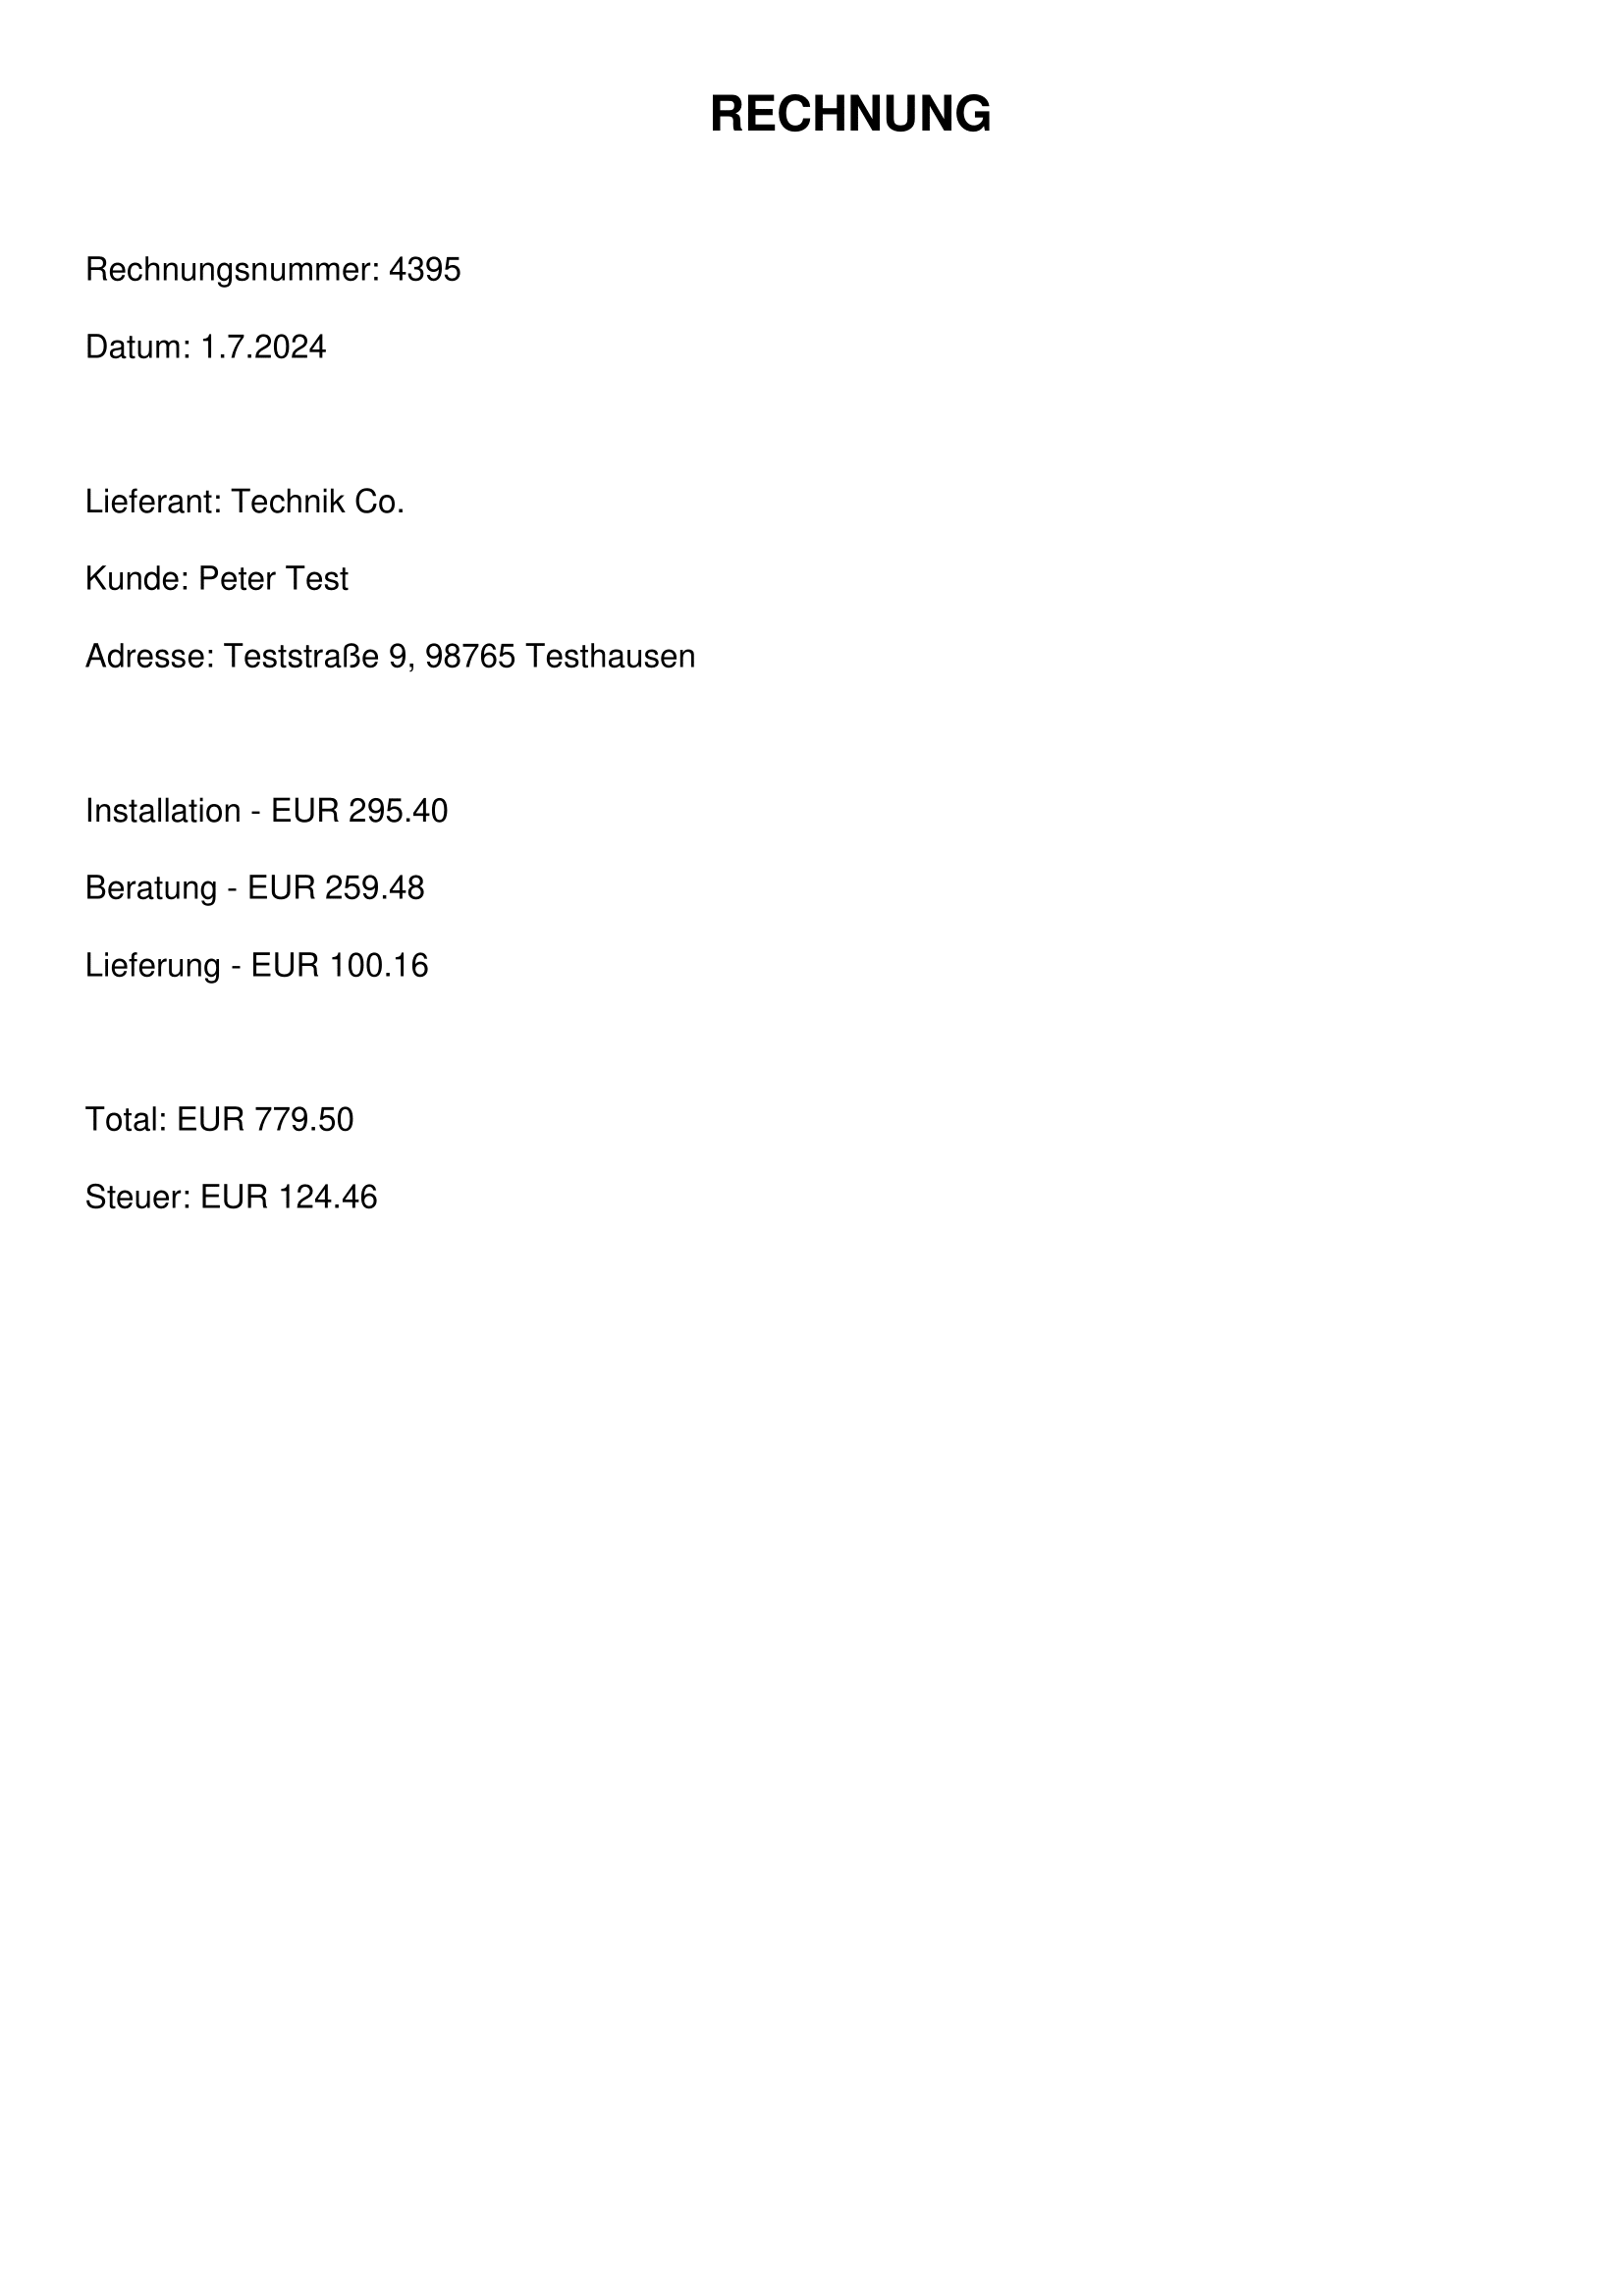 RECHNUNG
Rechnungsnummer: 4395
Datum: 1.7.2024
Lieferant: Technik Co.
Kunde: Peter Test
Adresse: Teststraße 9, 98765 Testhausen
Installation - EUR 295.40
Beratung - EUR 259.48
Lieferung - EUR 100.16
Total: EUR 779.50
Steuer: EUR 124.46